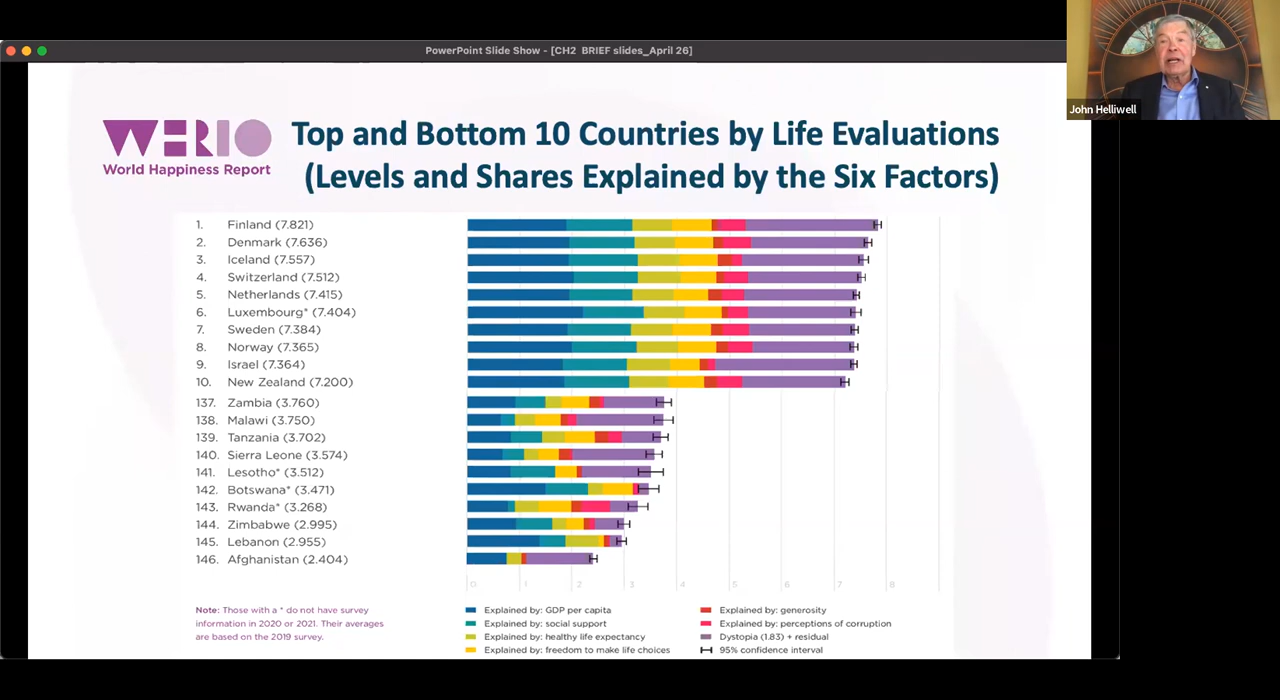 PowerPoint Slide Show - [CH2 BRIEF slides_April 26]
John Helliwell
WHR10
World Happiness Report
Top and Bottom 10 Countries by Life Evaluations
(Levels and Shares Explained by the Six Factors)
1. Finland (7.821)
2. Denmark (7.636)
3. Iceland (7.557)
4. Switzerland (7.512)
5. Netherlands (7.415)
6. Luxembourg* (7.404)
7. Sweden (7.384)
8. Norway (7.365)
9. Israel (7.364)
10. New Zealand (7.200)
137. Zambia (3.760)
138. Malawi (3.750)
139. Tanzania (3.702)
140. Sierra Leone (3.574)
141. Lesotho* (3.512)
142. Botswana* (3.471)
143. Rwanda* (3.268)
144. Zimbabwe (2.995)
145. Lebanon (2.955)
146. Afghanistan (2.404)
0 1 2 3 4 5 6 7 8
Note: Those with a * do not have survey
information in 2020 or 2021. Their averages
are based on the 2019 survey.
Explained by: GDP per capita
Explained by: social support
Explained by: healthy life expectancy
Explained by: freedom to make life choices
Explained by: generosity
Explained by: perceptions of corruption
Dystopia (1.83) + residual
95% confidence interval